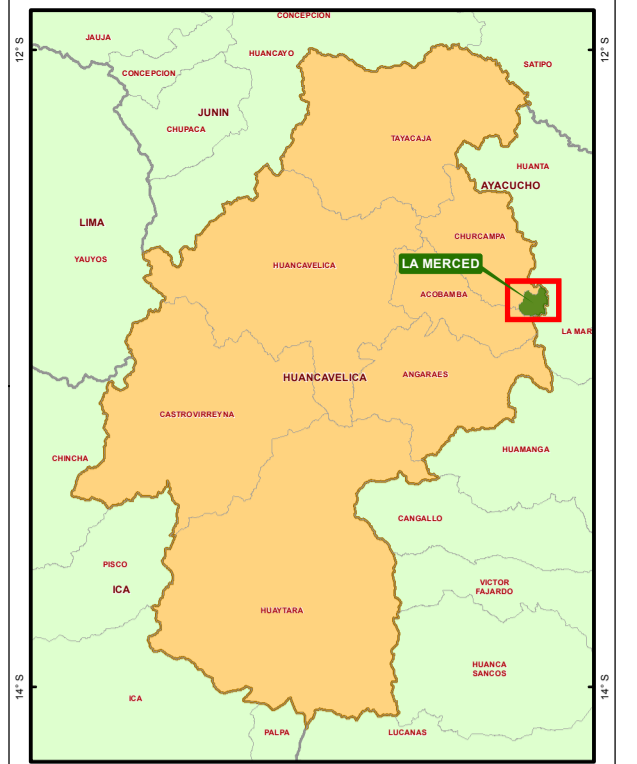 CONCEPCION
JAUJA
12° S
12° S
HUANCAYO
SATIPO
CONCEPCION
JUNIN
CHUPACA
TAYACAJA
HUANTA
AYACUCHO
LIMA
CHURCAMPA
YAUYOS
HUANCAVELICA
LA MERCED
ACOBAMBA
LA MAR
HUANCAVELICA
ANGARAES
CASTROVIRREYNA
HUAMANGA
CHINCHA
CANGALLO
PISCO
ICA
VICTOR
FAJARDO
HUAYTARA
HUANCA
SANCOS
14° S
14° S
ICA
PALPA
LUCANAS